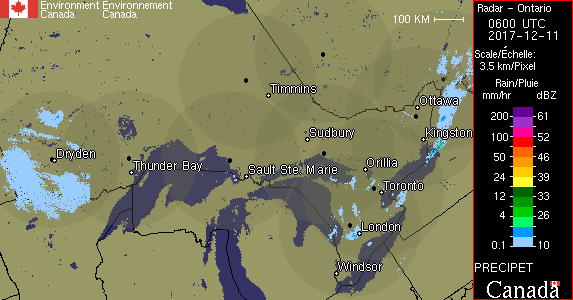 Environment Environnement
Canada Canada
100 KM
Timmins
Ottawa
Sudbury
Kingston
Dryden
Thunder Bay
Sault Ste. Marie
Orillia
Toronto
London
Windsor
Radar - Ontario
0600 UTC
2017-12-11
Scale/Échelle:
3.5 km/Pixel
Rain/Pluie
mm/hr dBZ
200 61
100 52
50 46
24 39
12 33
4 26
0.1 10
PRECIPET
Canada